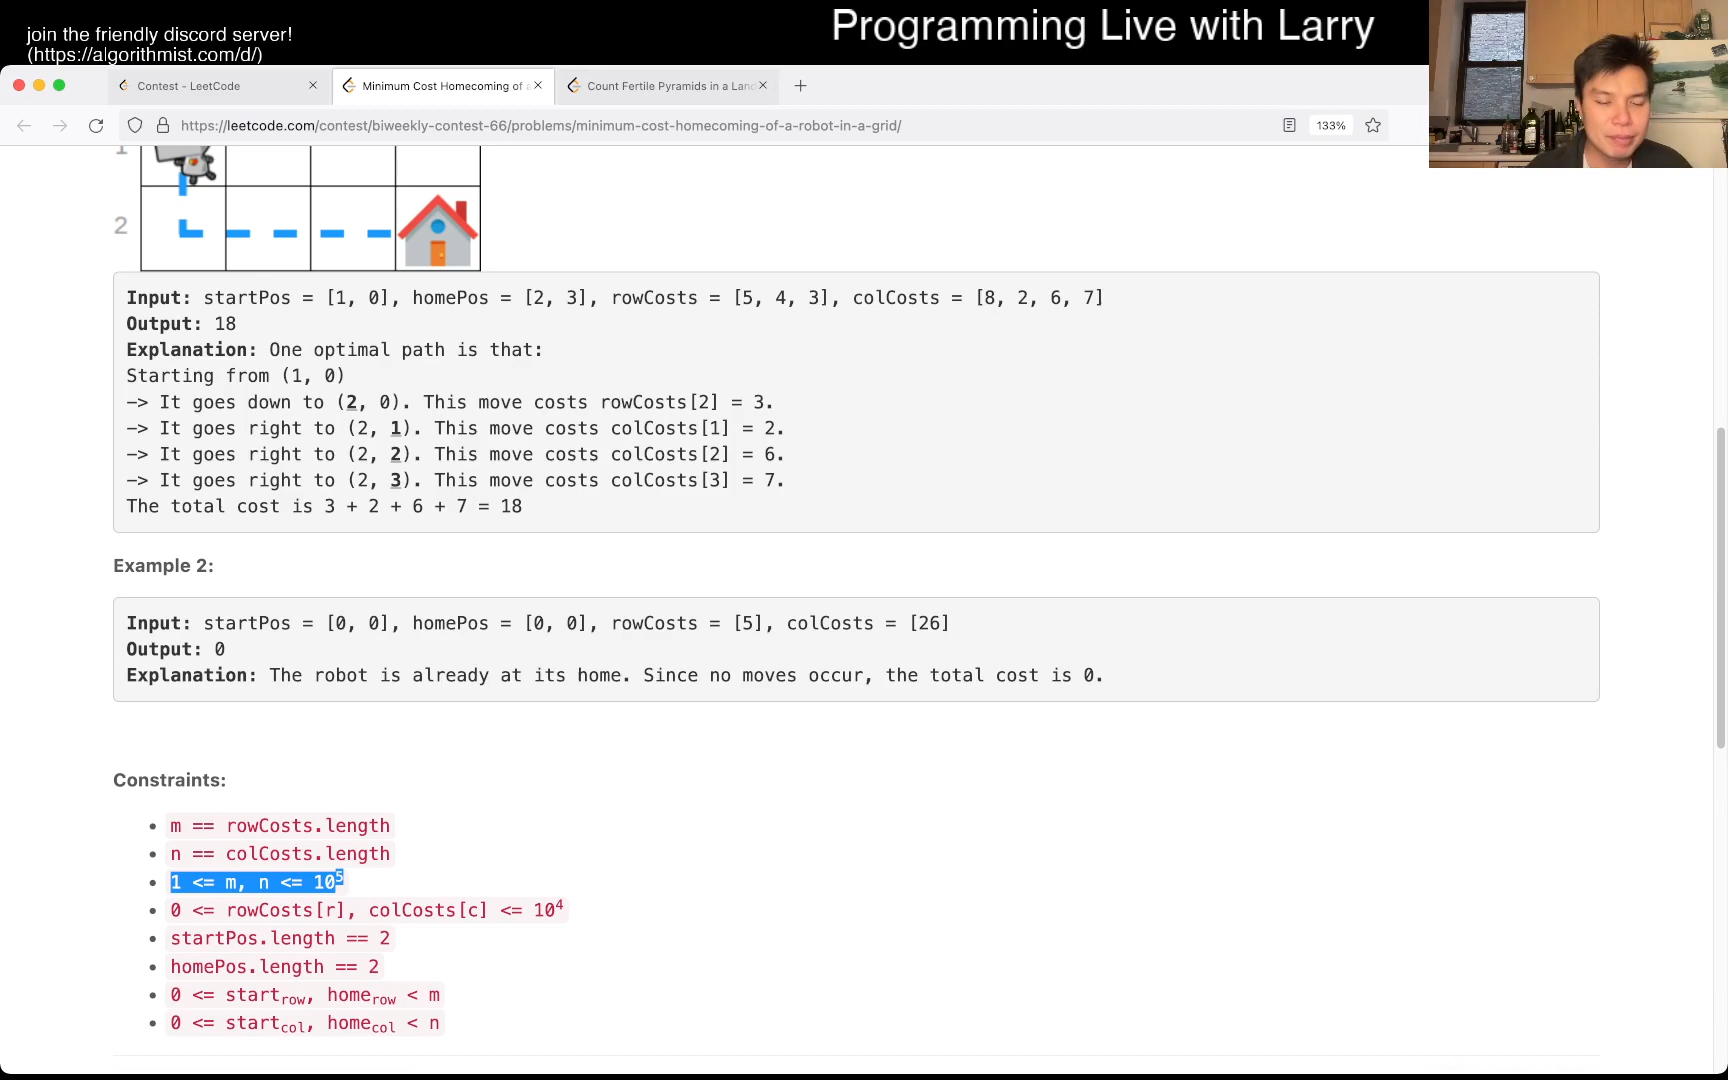 join the friendly discord server!
(https://algorithmist.com/d/)
Programming Live with Larry
Contest - LeetCode
Minimum Cost Homecoming of a
Count Fertile Pyramids in a Land
https://leetcode.com/contest/biweekly-contest-66/problems/minimum-cost-homecoming-of-a-robot-in-a-grid/
133%
1
2
Input: startPos = [1, 0], homePos = [2, 3], rowCosts = [5, 4, 3], colCosts = [8, 2, 6, 7]
Output: 18
Explanation: One optimal path is that:
Starting from (1, 0)
-> It goes down to (2, 0). This move costs rowCosts[2] = 3.
-> It goes right to (2, 1). This move costs colCosts[1] = 2.
-> It goes right to (2, 2). This move costs colCosts[2] = 6.
-> It goes right to (2, 3). This move costs colCosts[3] = 7.
The total cost is 3 + 2 + 6 + 7 = 18
Example 2:
Input: startPos = [0, 0], homePos = [0, 0], rowCosts = [5], colCosts = [26]
Output: 0
Explanation: The robot is already at its home. Since no moves occur, the total cost is 0.
Constraints:
• m == rowCosts.length
• n == colCosts.length
• 1 <= m, n <= 10⁵
• 0 <= rowCosts[r], colCosts[c] <= 10⁴
• startPos.length == 2
• homePos.length == 2
• 0 <= startrow, homerow < m
• 0 <= startcol, homecol < n